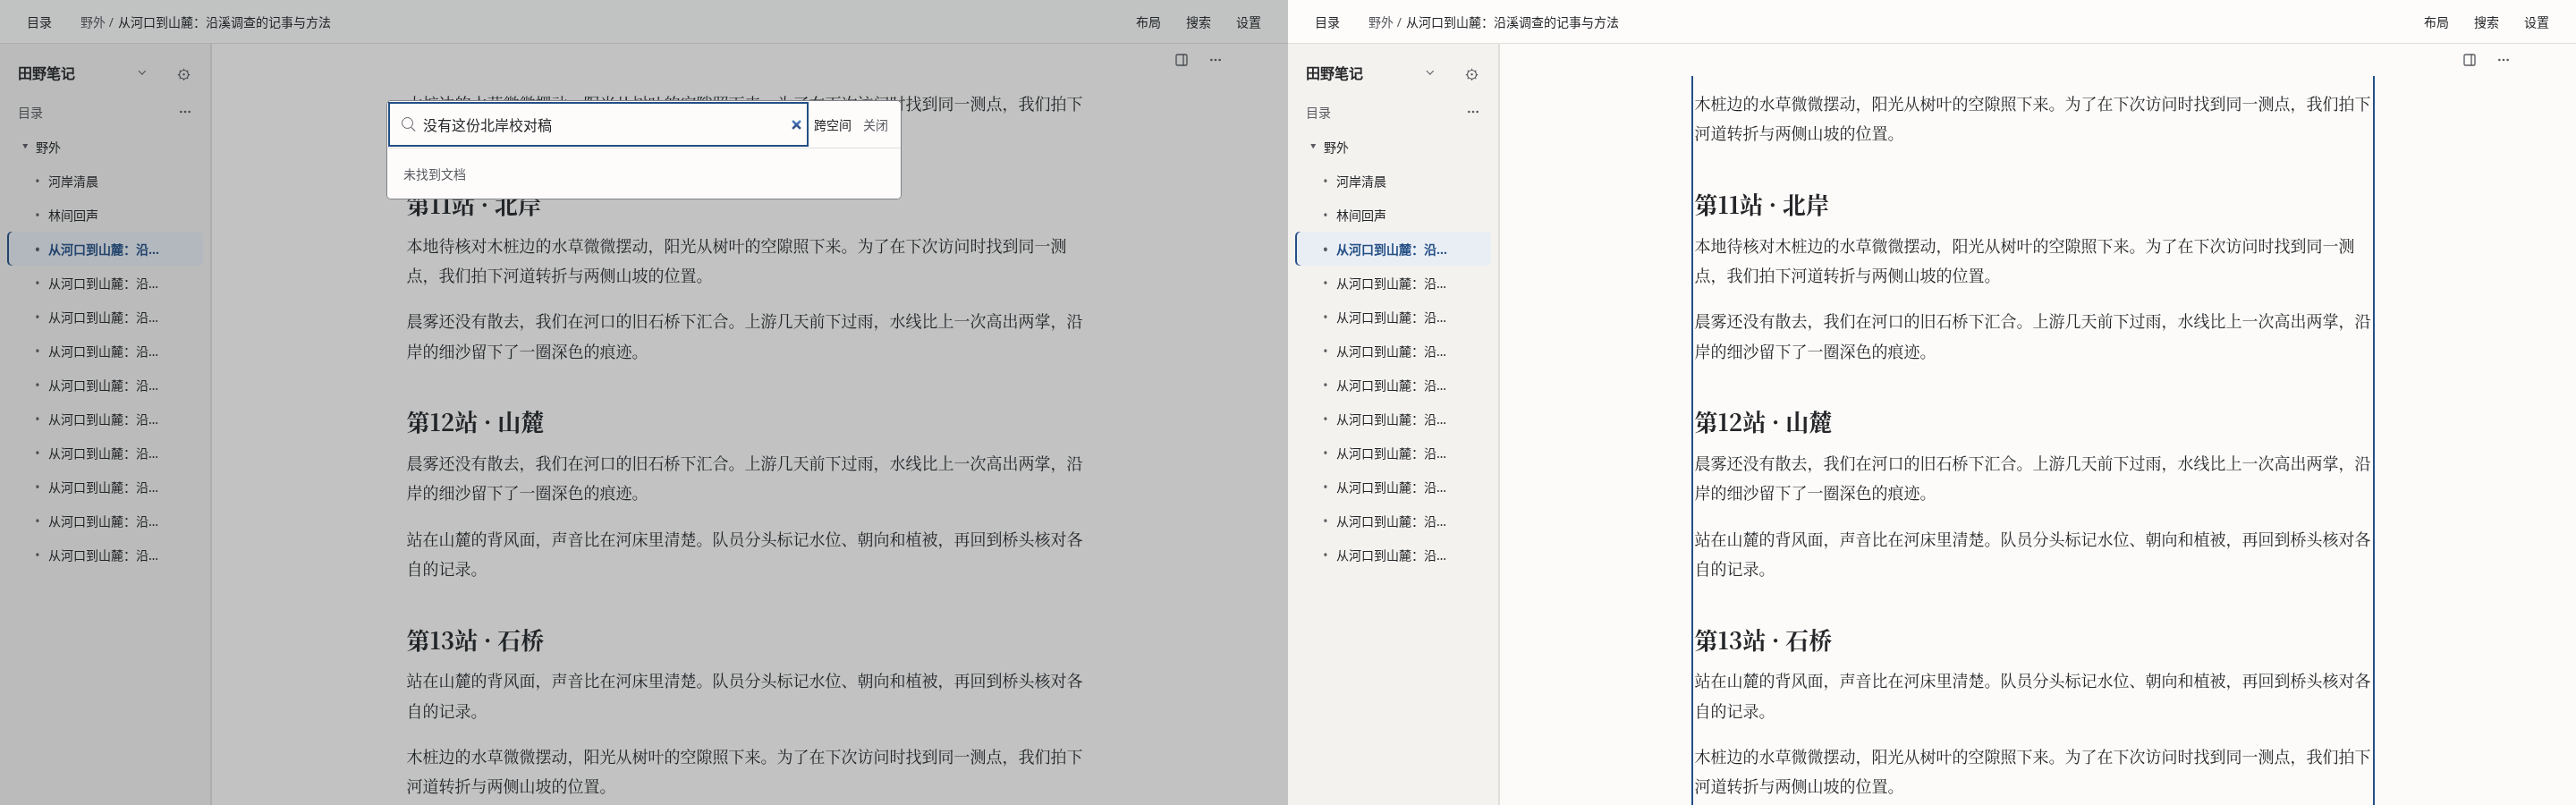 目录
野外 / 从河口到山麓：沿溪调查的记事与方法
布局
搜索
设置
田野笔记
目录
野外
河岸清晨
林间回声
从河口到山麓：沿...
从河口到山麓：沿...
从河口到山麓：沿...
从河口到山麓：沿...
从河口到山麓：沿...
从河口到山麓：沿...
从河口到山麓：沿...
从河口到山麓：沿...
从河口到山麓：沿...
从河口到山麓：沿...
木桩边的水草微微摆动，阳光从树叶的空隙照下来。为了在下次访问时找到同一测点，我们拍下
没有这份北岸校对稿
跨空间
关闭
未找到文档
第11站 · 北岸
本地待核对木桩边的水草微微摆动，阳光从树叶的空隙照下来。为了在下次访问时找到同一测
点，我们拍下河道转折与两侧山坡的位置。
晨雾还没有散去，我们在河口的旧石桥下汇合。上游几天前下过雨，水线比上一次高出两掌，沿
岸的细沙留下了一圈深色的痕迹。
第12站 · 山麓
晨雾还没有散去，我们在河口的旧石桥下汇合。上游几天前下过雨，水线比上一次高出两掌，沿
岸的细沙留下了一圈深色的痕迹。
站在山麓的背风面，声音比在河床里清楚。队员分头标记水位、朝向和植被，再回到桥头核对各
自的记录。
第13站 · 石桥
站在山麓的背风面，声音比在河床里清楚。队员分头标记水位、朝向和植被，再回到桥头核对各
自的记录。
木桩边的水草微微摆动，阳光从树叶的空隙照下来。为了在下次访问时找到同一测点，我们拍下
河道转折与两侧山坡的位置。
目录
野外 / 从河口到山麓：沿溪调查的记事与方法
布局
搜索
设置
田野笔记
目录
野外
河岸清晨
林间回声
从河口到山麓：沿...
从河口到山麓：沿...
从河口到山麓：沿...
从河口到山麓：沿...
从河口到山麓：沿...
从河口到山麓：沿...
从河口到山麓：沿...
从河口到山麓：沿...
从河口到山麓：沿...
从河口到山麓：沿...
木桩边的水草微微摆动，阳光从树叶的空隙照下来。为了在下次访问时找到同一测点，我们拍下
河道转折与两侧山坡的位置。
第11站 · 北岸
本地待核对木桩边的水草微微摆动，阳光从树叶的空隙照下来。为了在下次访问时找到同一测
点，我们拍下河道转折与两侧山坡的位置。
晨雾还没有散去，我们在河口的旧石桥下汇合。上游几天前下过雨，水线比上一次高出两掌，沿
岸的细沙留下了一圈深色的痕迹。
第12站 · 山麓
晨雾还没有散去，我们在河口的旧石桥下汇合。上游几天前下过雨，水线比上一次高出两掌，沿
岸的细沙留下了一圈深色的痕迹。
站在山麓的背风面，声音比在河床里清楚。队员分头标记水位、朝向和植被，再回到桥头核对各
自的记录。
第13站 · 石桥
站在山麓的背风面，声音比在河床里清楚。队员分头标记水位、朝向和植被，再回到桥头核对各
自的记录。
木桩边的水草微微摆动，阳光从树叶的空隙照下来。为了在下次访问时找到同一测点，我们拍下
河道转折与两侧山坡的位置。